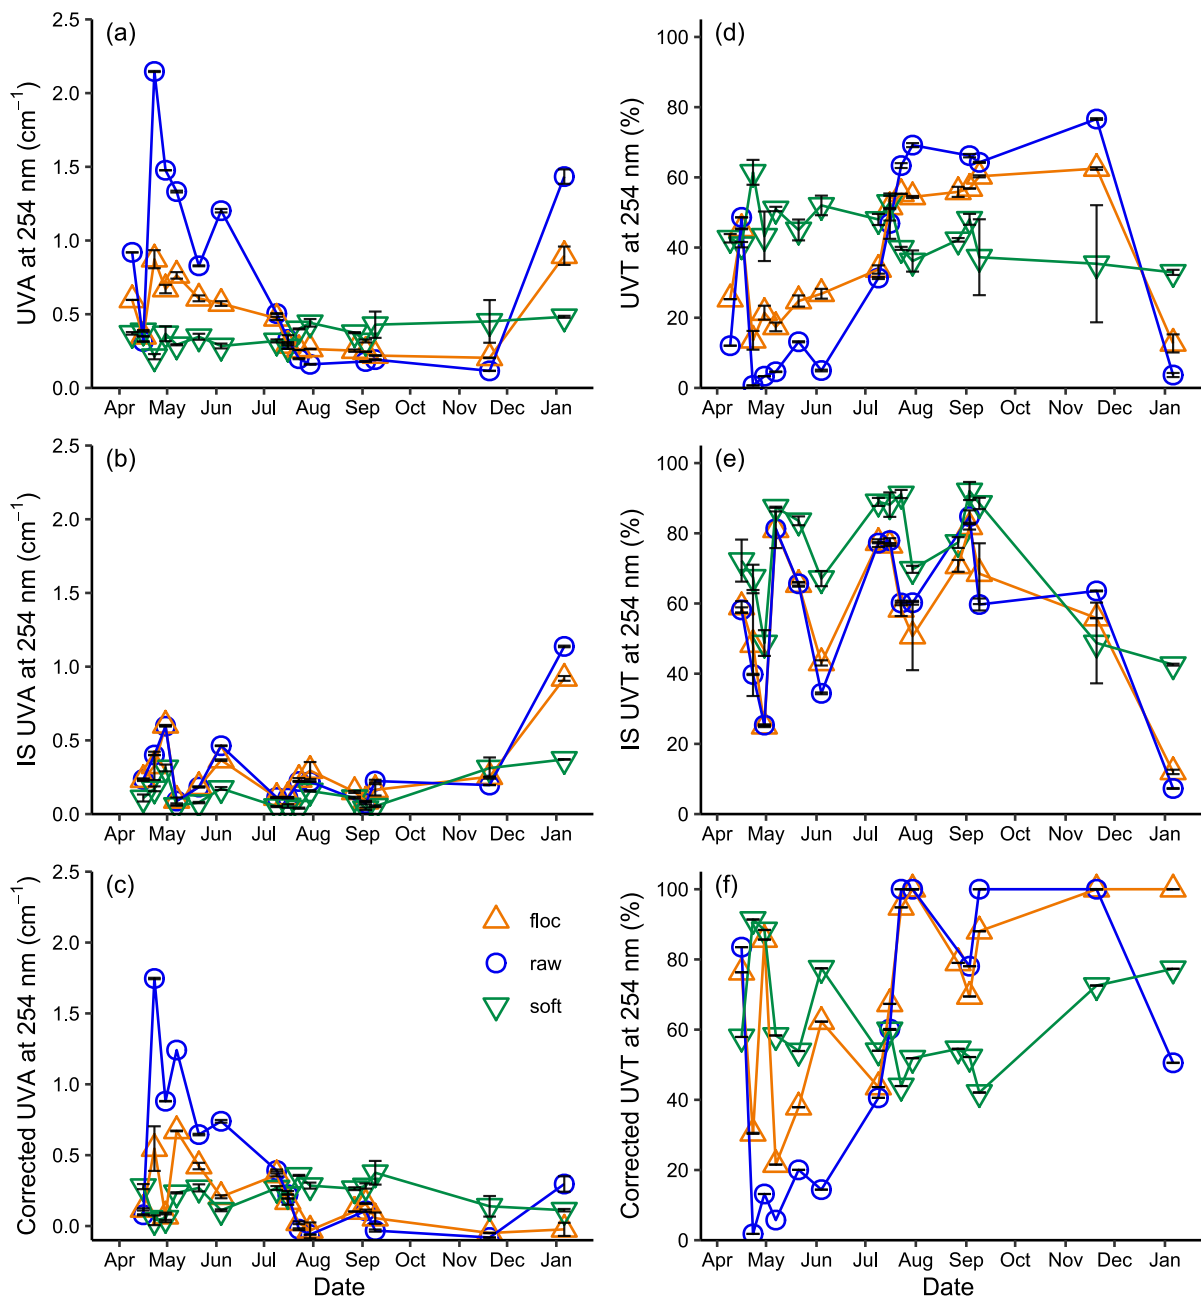 (a)
UVA at 254 nm (cm⁻¹)
2.5
2.0
1.5
1.0
0.5
0.0
Apr May Jun Jul Aug Sep Oct Nov Dec Jan
(d)
UVT at 254 nm (%)
100
80
60
40
20
0
Apr May Jun Jul Aug Sep Oct Nov Dec Jan
(b)
IS UVA at 254 nm (cm⁻¹)
2.5
2.0
1.5
1.0
0.5
0.0
Apr May Jun Jul Aug Sep Oct Nov Dec Jan
(e)
IS UVT at 254 nm (%)
100
80
60
40
20
0
Apr May Jun Jul Aug Sep Oct Nov Dec Jan
(c)
Corrected UVA at 254 nm (cm⁻¹)
2.5
2.0
1.5
1.0
0.5
0.0
floc
raw
soft
Apr May Jun Jul Aug Sep Oct Nov Dec Jan
Date
(f)
Corrected UVT at 254 nm (%)
100
80
60
40
20
0
Apr May Jun Jul Aug Sep Oct Nov Dec Jan
Date